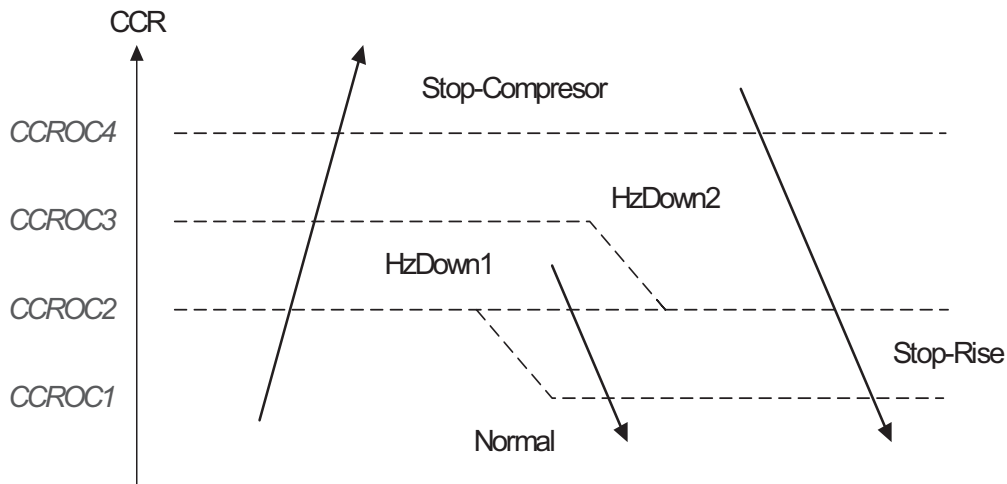 CCR
Stop-Compresor
CCROC4
HzDown2
CCROC3
HzDown1
CCROC2
Stop-Rise
CCROC1
Normal